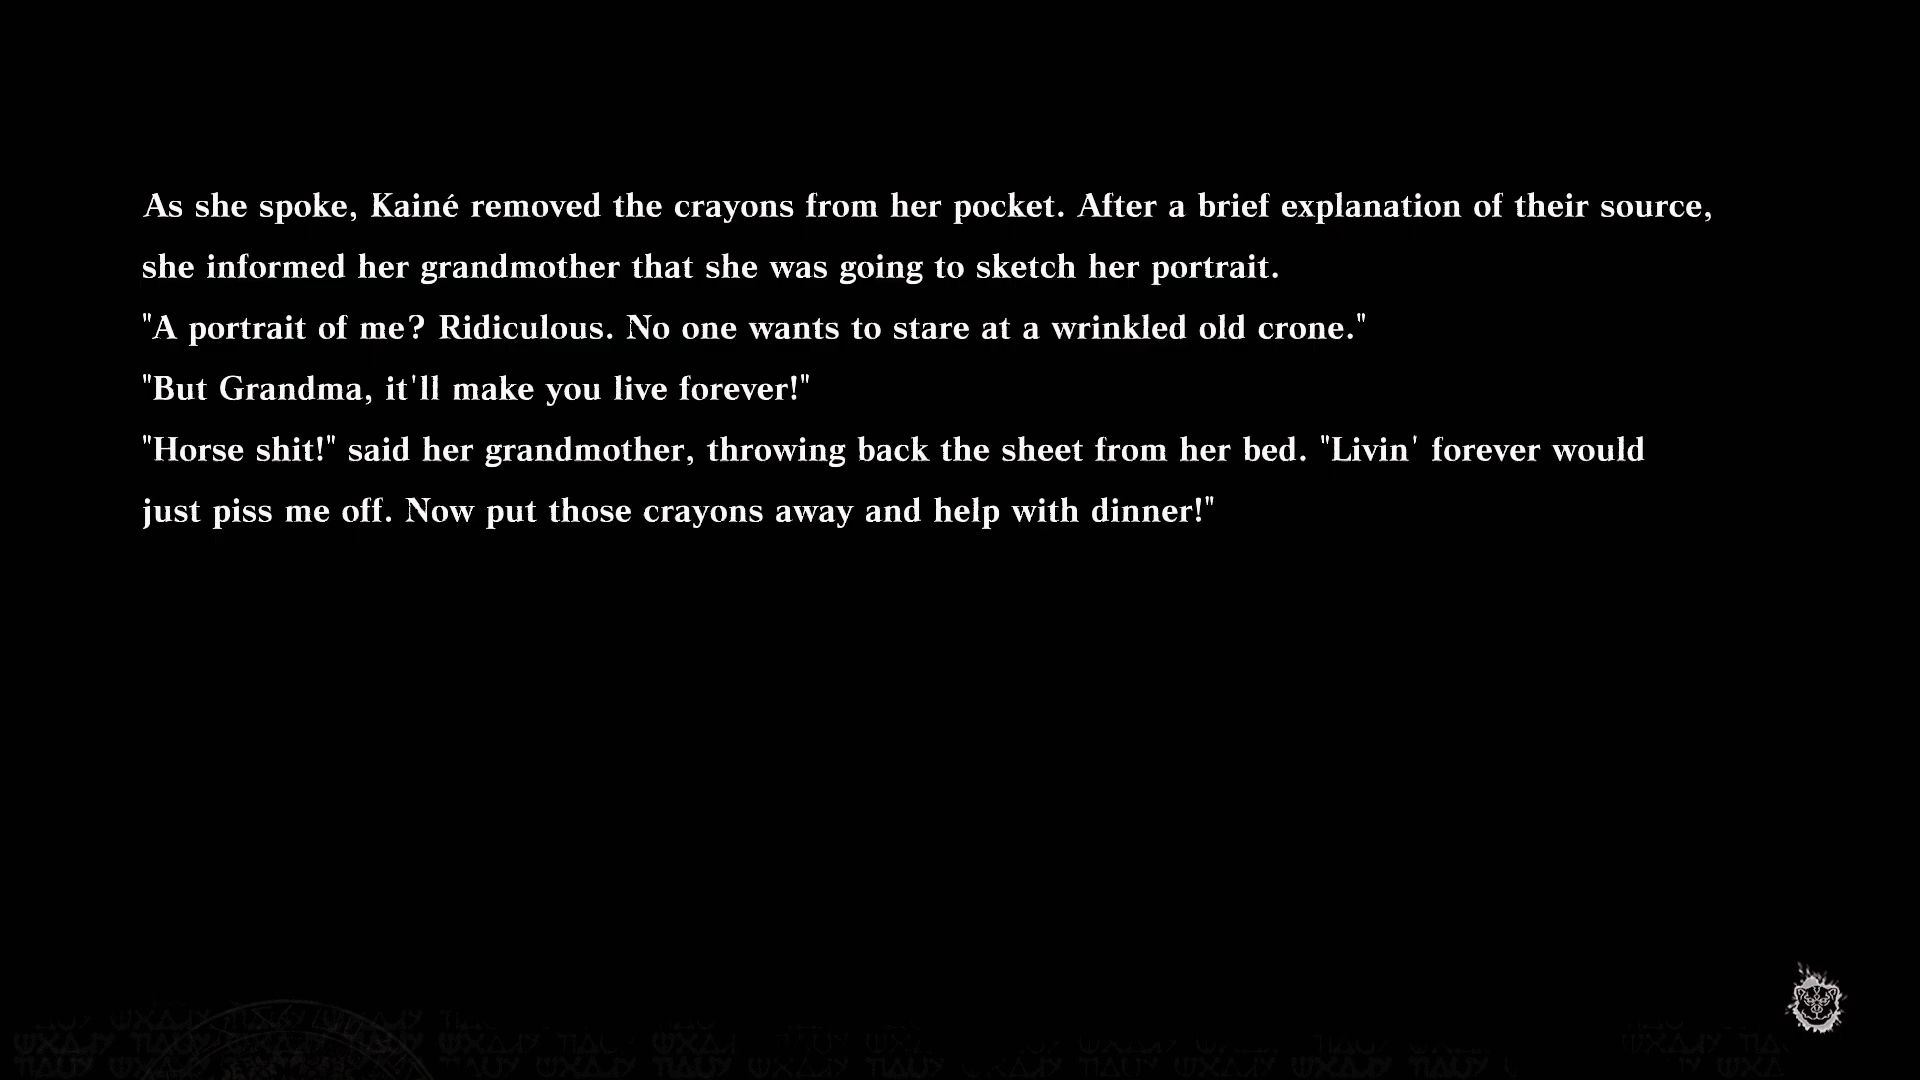 As she spoke, Kainé removed the crayons from her pocket. After a brief explanation of their source,
she informed her grandmother that she was going to sketch her portrait.
"A portrait of me? Ridiculous. No one wants to stare at a wrinkled old crone."
"But Grandma, it'll make you live forever!"
"Horse shit!" said her grandmother, throwing back the sheet from her bed. "Livin' forever would
just piss me off. Now put those crayons away and help with dinner!"